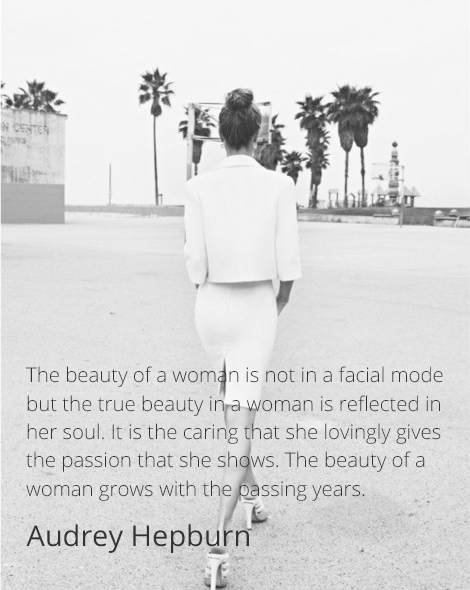 ON CENTER
The beauty of a woman is not in a facial mode
but the true beauty in a woman is reflected in
her soul. It is the caring that she lovingly gives
the passion that she shows. The beauty of a
woman grows with the passing years.
Audrey Hepburn